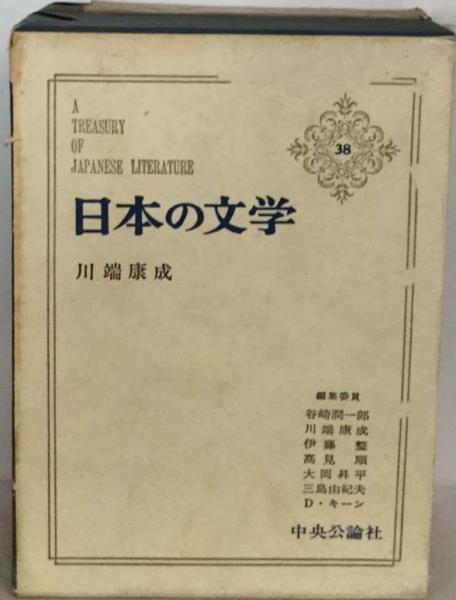 A
TREASURY
OF
JAPANESE LITERATURE
38
日本の文学
川端康成
編集委員
谷崎潤一郎
川端康成
伊藤整
高見順
大岡昇平
三島由紀夫
D・キーン
中央公論社